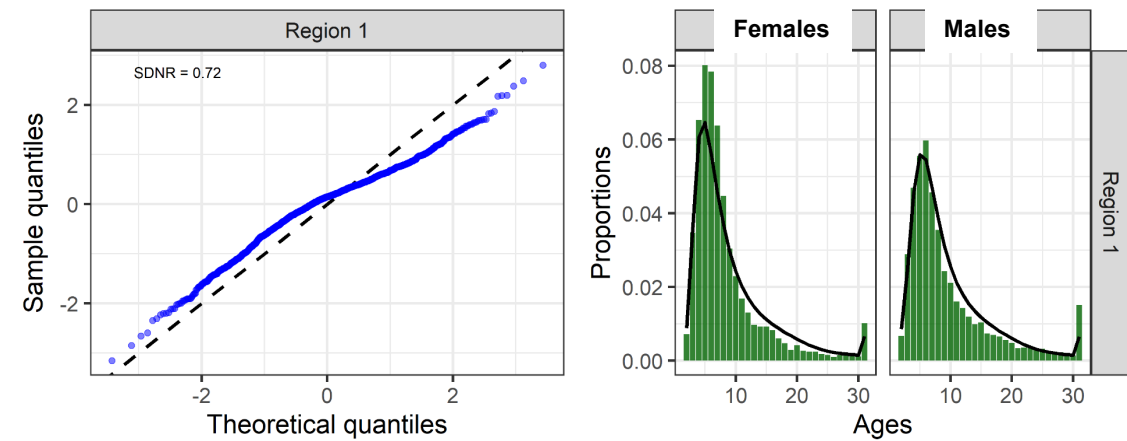 Region 1
SDNR = 0.72
Sample quantiles
2
0
-2
-2 0 2
Theoretical quantiles
Females Males
Proportions
0.08
0.06
0.04
0.02
0.00
10 20 30 10 20 30
Ages
Region 1